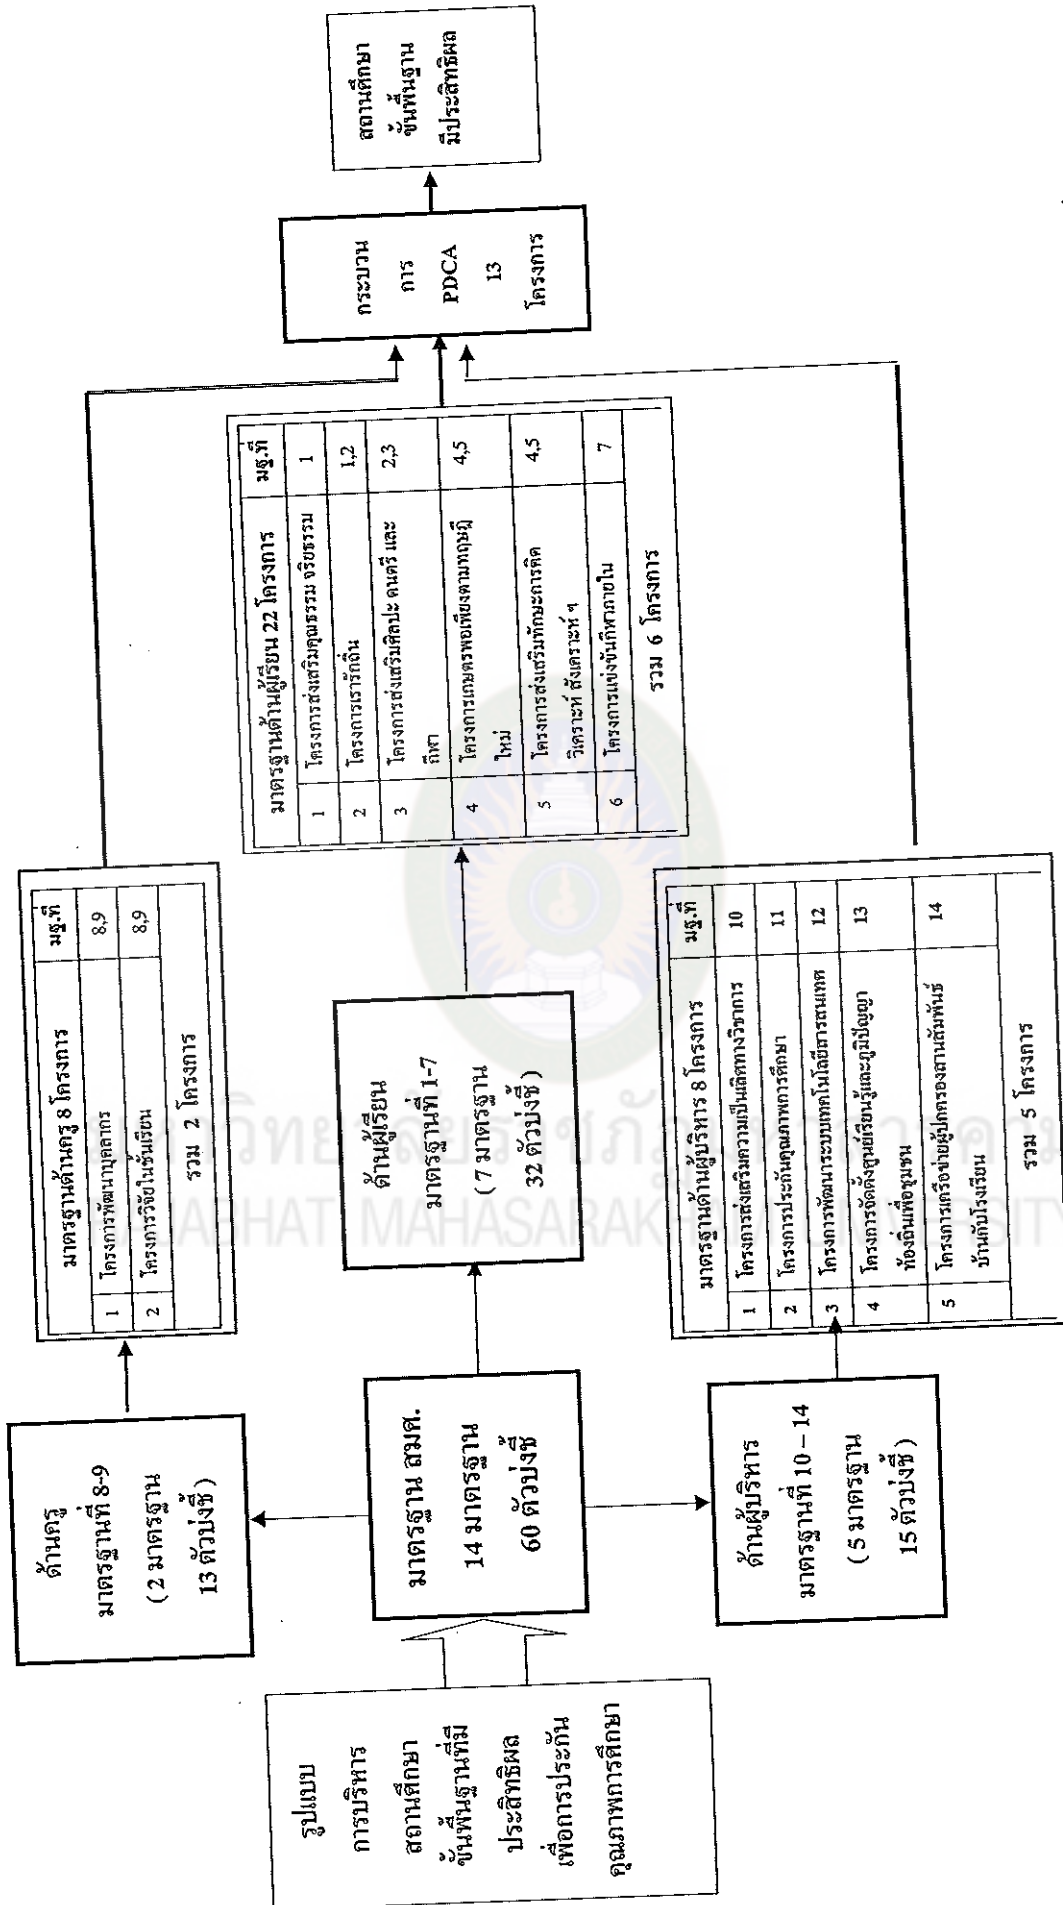 รูปแบบ
การบริหาร
สถานศึกษา
ขั้นพื้นฐานที่มี
ประสิทธิผล
เพื่อการประกัน
คุณภาพการศึกษา
มาตรฐาน สมศ.
14 มาตรฐาน
60 ตัวบ่งชี้
ด้านครู
มาตรฐานที่ 8-9
( 2 มาตรฐาน
13 ตัวบ่งชี้ )
ด้านผู้เรียน
มาตรฐานที่ 1-7
( 7 มาตรฐาน
32 ตัวบ่งชี้ )
ด้านผู้บริหาร
มาตรฐานที่ 10 – 14
( 5 มาตรฐาน
15 ตัวบ่งชี้ )
มาตรฐานด้านครู 8 โครงการ มฐ.ที่
1 โครงการพัฒนาบุคลากร 8,9
2 โครงการวิจัยในชั้นเรียน 8,9
รวม 2 โครงการ
มาตรฐานด้านผู้เรียน 22 โครงการ มฐ.ที่
1 โครงการส่งเสริมคุณธรรม จริยธรรม 1
2 โครงการเรารักถิ่น 1,2
3 โครงการส่งเสริมศิลปะ ดนตรี และ 2,3
กีฬา
4 โครงการเกษตรพอเพียงตามทฤษฎี 4,5
ใหม่
5 โครงการส่งเสริมทักษะการคิด 4,5
วิเคราะห์ สังเคราะห์ ฯ
6 โครงการแข่งขันกีฬาภายใน 7
รวม 6 โครงการ
มาตรฐานด้านผู้บริหาร 8 โครงการ มฐ.ที่
1 โครงการส่งเสริมความเป็นเลิศทางวิชาการ 10
2 โครงการประกันคุณภาพการศึกษา 11
3 โครงการพัฒนาระบบเทคโนโลยีสารสนเทศ 12
4 โครงการจัดตั้งศูนย์เรียนรู้และภูมิปัญญา 13
ท้องถิ่นเพื่อชุมชน
5 โครงการเครือข่ายผู้ปกครองสานสัมพันธ์ 14
บ้านกับโรงเรียน
รวม 5 โครงการ
กระบวน
การ
PDCA
13
โครงการ
สถานศึกษา
ขั้นพื้นฐาน
มีประสิทธิผล
MAHASARAKHAM UNIVERSITY